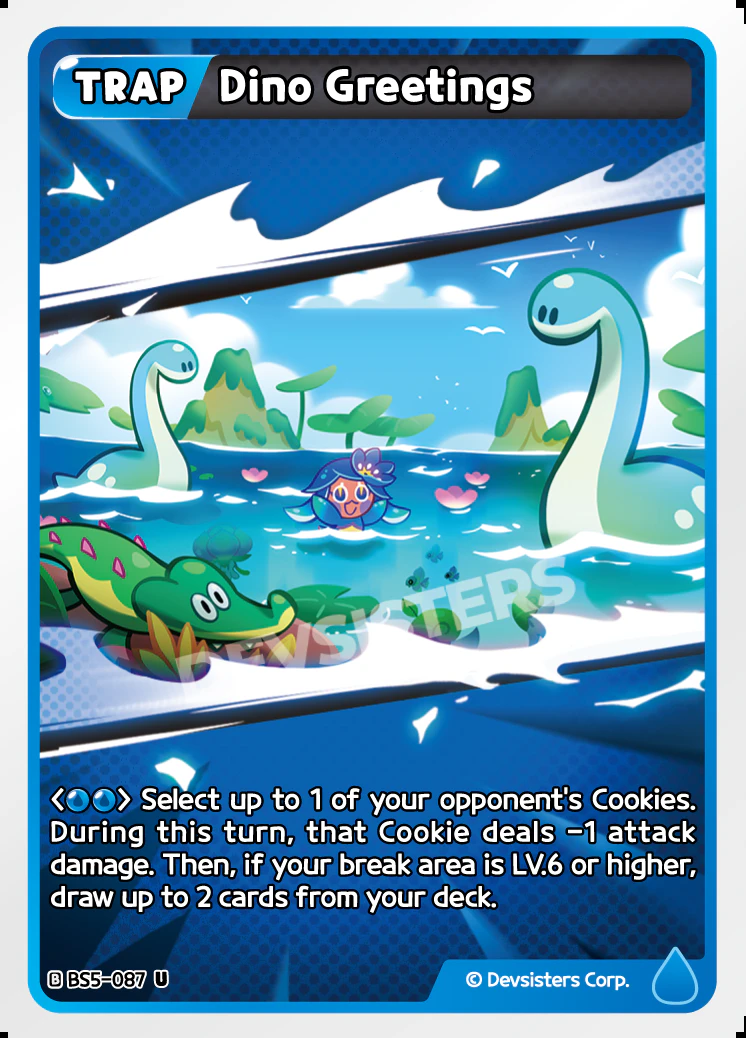 TRAP Dino Greetings
DEVSISTERS
〈💧💧〉 Select up to 1 of your opponent's Cookies.
During this turn, that Cookie deals -1 attack
damage. Then, if your break area is LV.6 or higher,
draw up to 2 cards from your deck.
B BS5-087 U © Devsisters Corp.